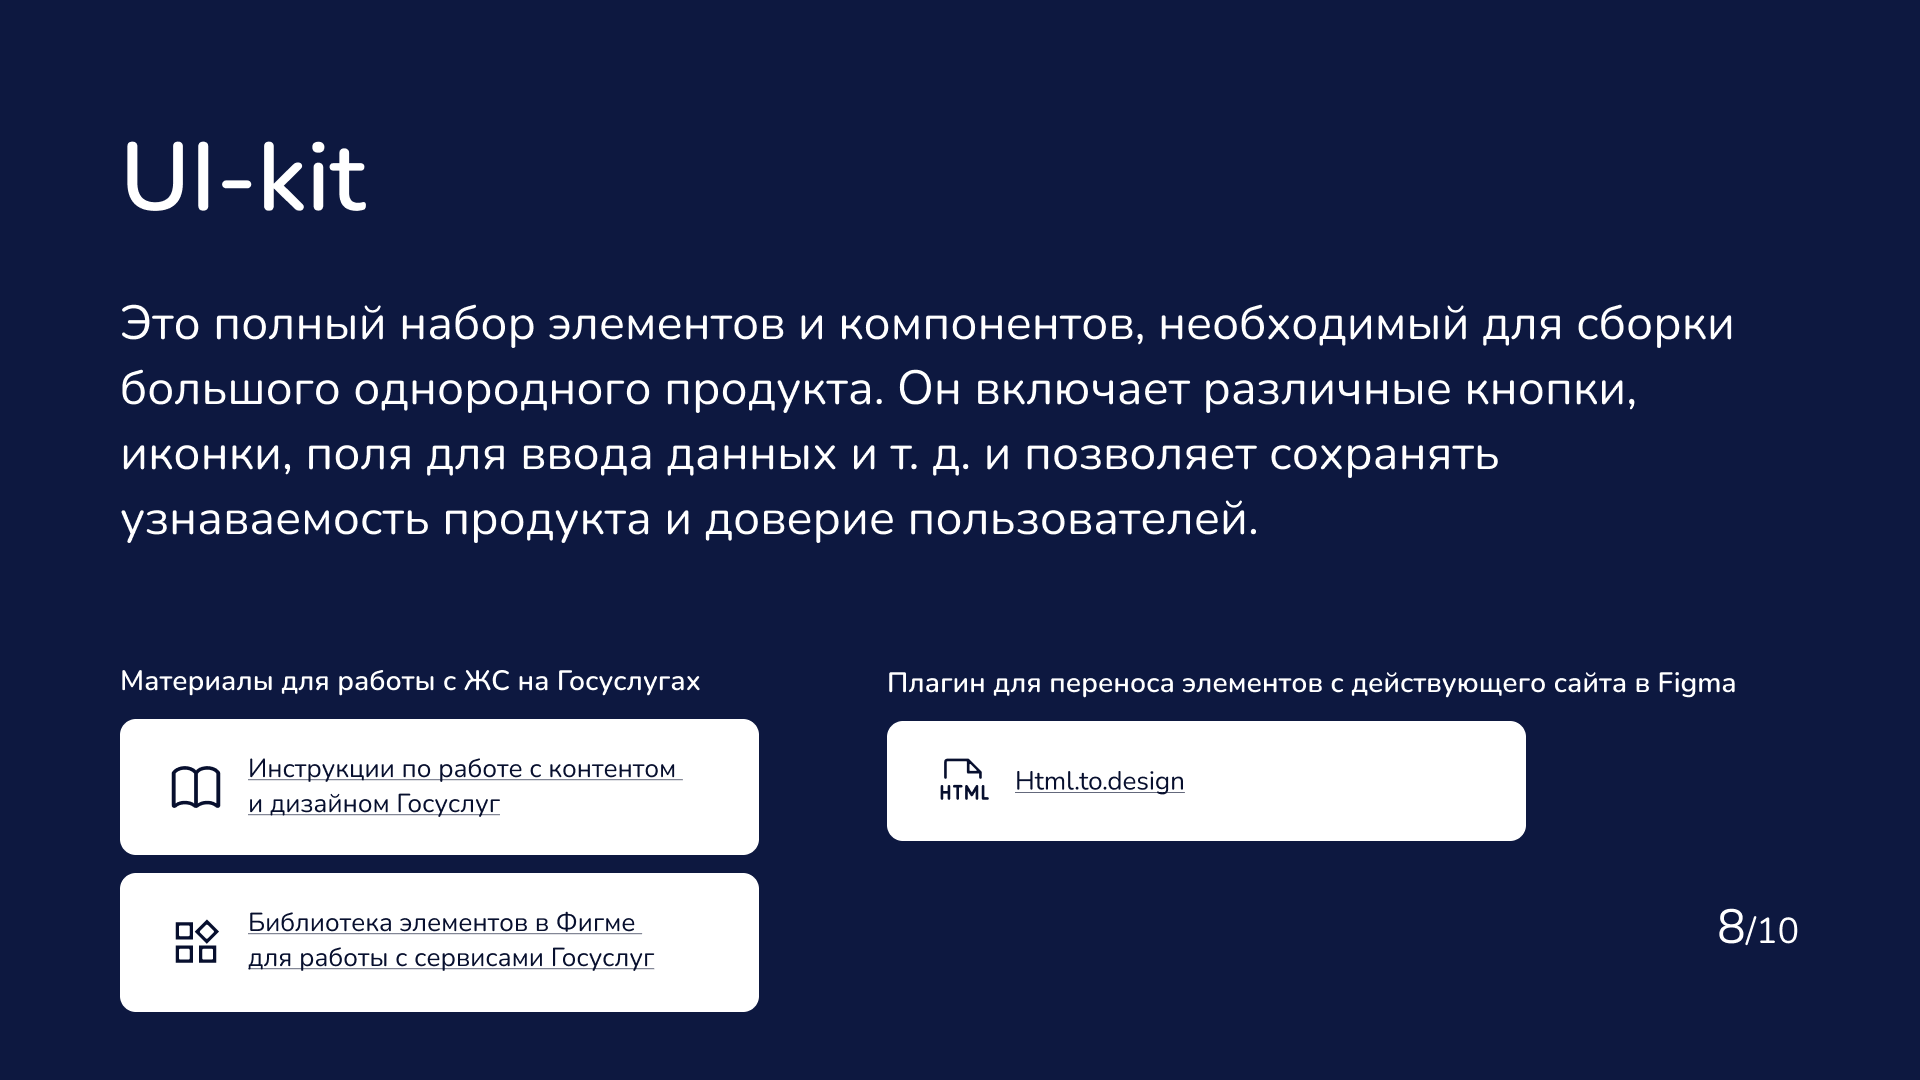 UI-kit
Это полный набор элементов и компонентов, необходимый для сборки
большого однородного продукта. Он включает различные кнопки,
иконки, поля для ввода данных и т. д. и позволяет сохранять
узнаваемость продукта и доверие пользователей.
Материалы для работы с ЖС на Госуслугах
Инструкции по работе с контентом
и дизайном Госуслуг
Библиотека элементов в Фигме
для работы с сервисами Госуслуг
Плагин для переноса элементов с действующего сайта в Figma
HTML
Html.to.design
8/10